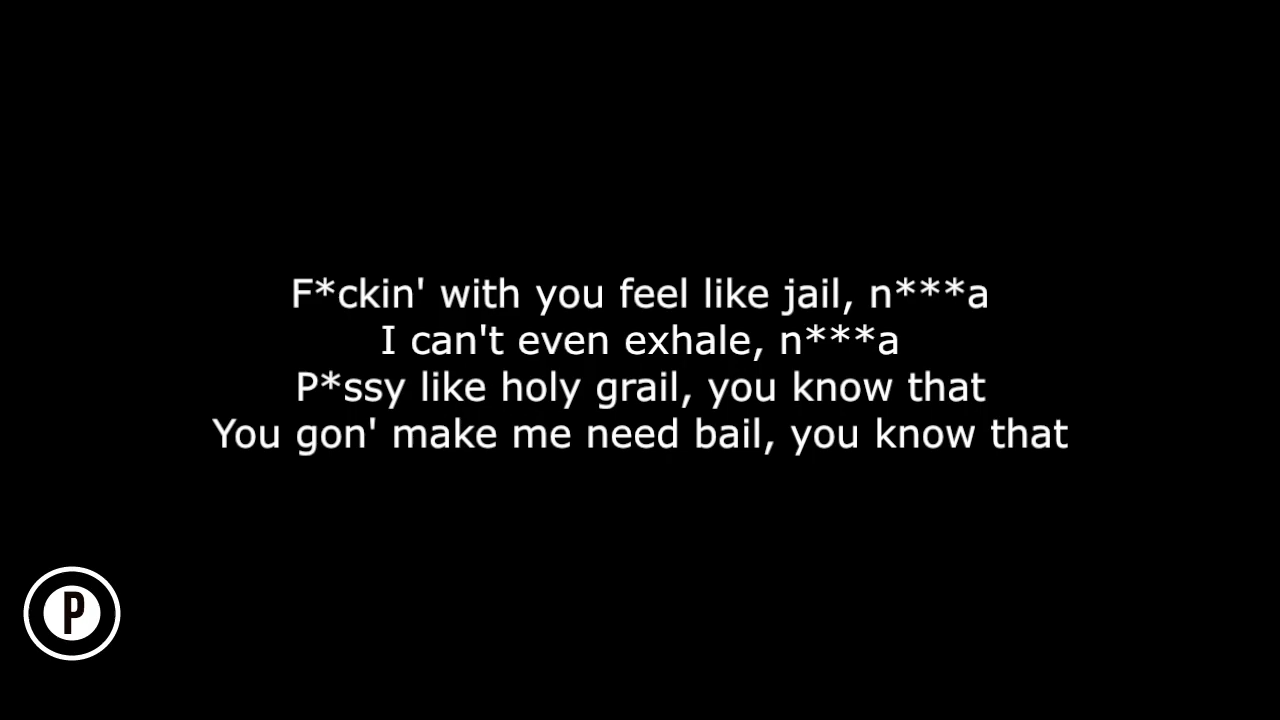 F*ckin' with you feel like jail, n***a
I can't even exhale, n***a
P*ssy like holy grail, you know that
You gon' make me need bail, you know that
P